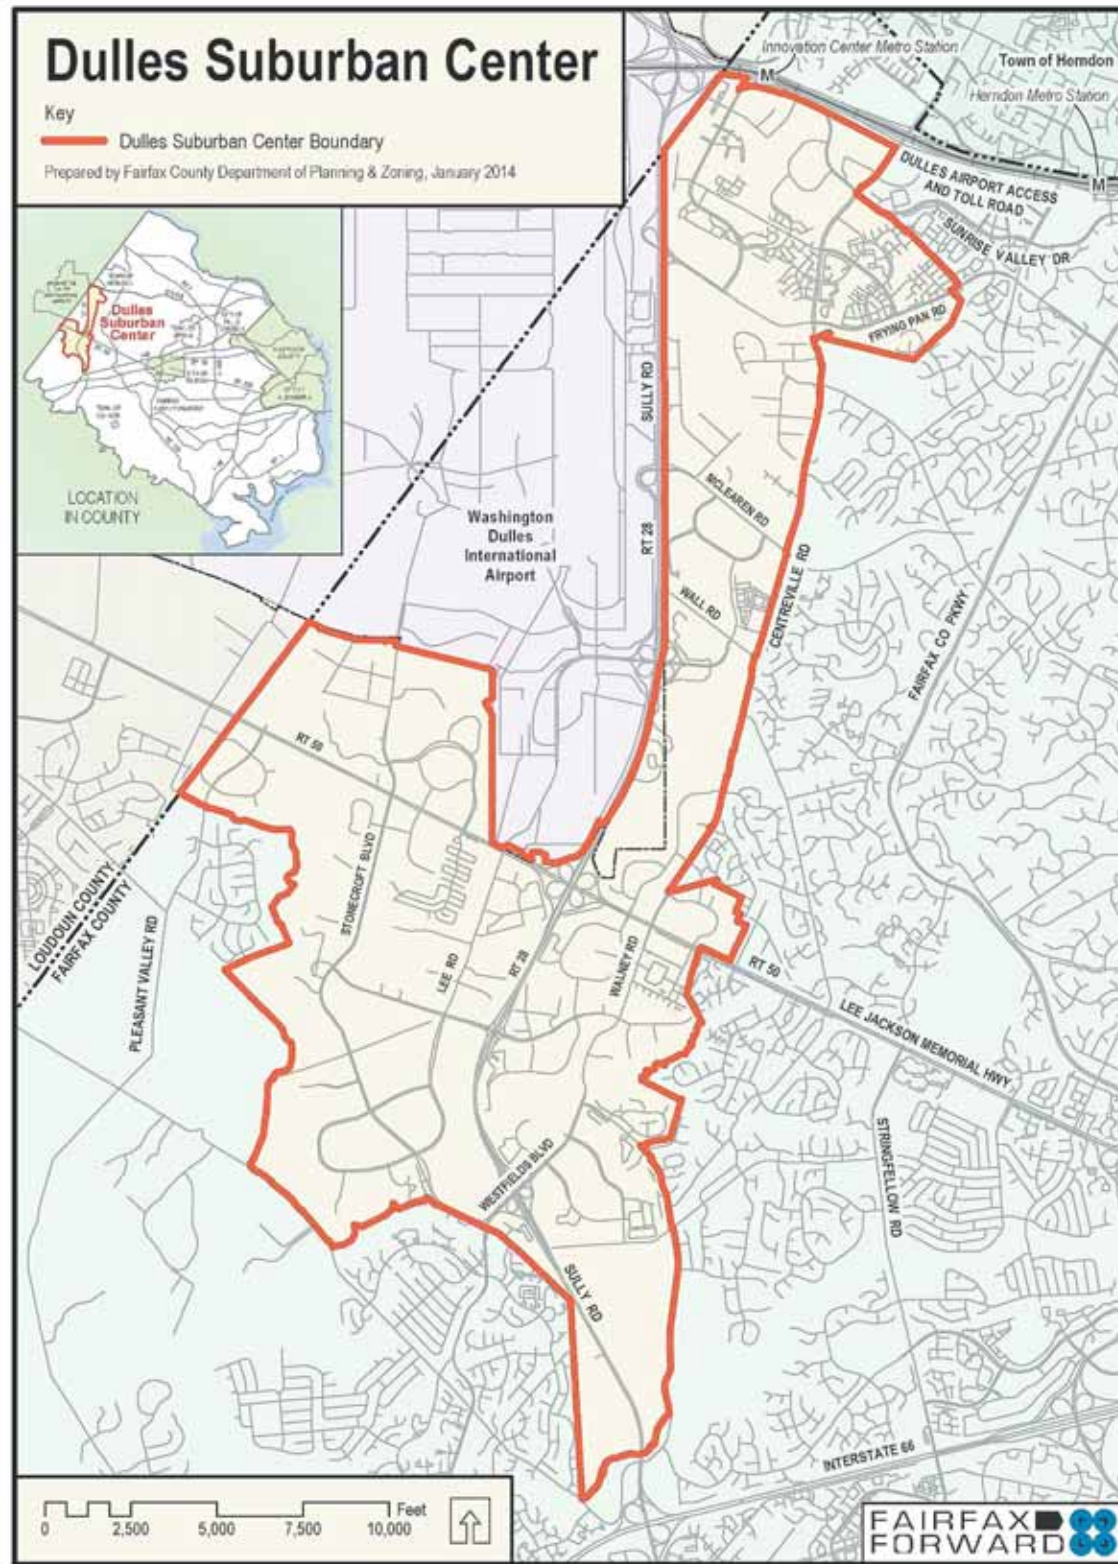 Dulles Suburban Center
Key
Dulles Suburban Center Boundary
Prepared by Fairfax County Department of Planning & Zoning, January 2014
Dulles
Suburban
Center
LOCATION
IN COUNTY
Innovation Center Metro Station
M
Town of Herndon
Herndon Metro Station
M
DULLES AIRPORT ACCESS
AND TOLL ROAD
SUNRISE VALLEY DR
FRYING PAN RD
SULLY RD
RT 28
MCLEAREN RD
Washington
Dulles
International
Airport
WALL RD
CENTREVILLE RD
FAIRFAX CO PKWY
RT 50
STONECROFT BLVD
LEE RD
RT 28
WALNEY RD
RT 50
LEE JACKSON MEMORIAL HWY
LOUDOUN COUNTY
FAIRFAX COUNTY
PLEASANT VALLEY RD
STRINGFELLOW RD
WESTFIELDS BLVD
SULLY RD
INTERSTATE 66
Feet
0 2,500 5,000 7,500 10,000
FAIRFAX
FORWARD